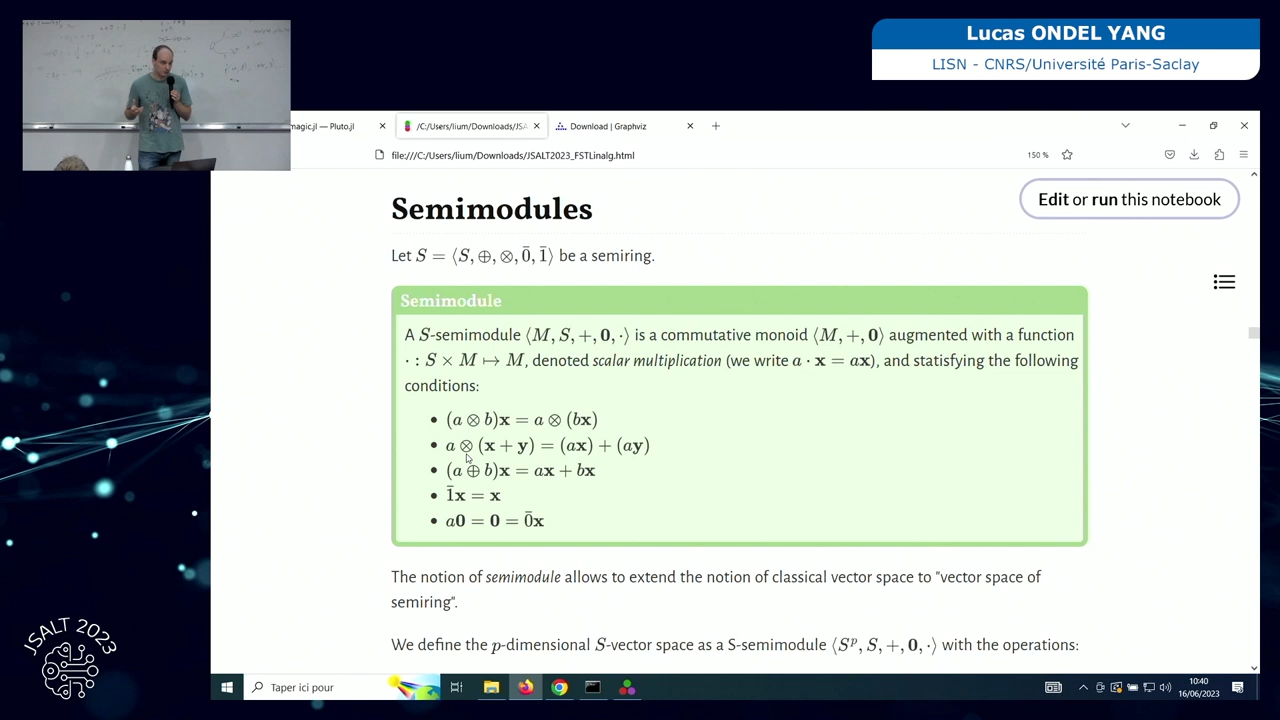 Lucas ONDEL YANG
LISN - CNRS/Université Paris-Saclay
magic.jl — Pluto.jl
/C:/Users/lium/Downloads/JSA
Download | Graphviz
file:///C:/Users/lium/Downloads/JSALT2023_FSTLinalg.html
150 %
Semimodules
Edit or run this notebook
Let S = ⟨S, ⊕, ⊗, 0̄, 1̄⟩ be a semiring.
Semimodule
A S-semimodule ⟨M, S, +, 𝟎, ·⟩ is a commutative monoid ⟨M, +, 𝟎⟩ augmented with a function
· : S × M ↦ M, denoted scalar multiplication (we write a · 𝐱 = a𝐱), and statisfying the following
conditions:
• (a ⊗ b)𝐱 = a ⊗ (b𝐱)
• a ⊗ (𝐱 + 𝐲) = (a𝐱) + (a𝐲)
• (a ⊕ b)𝐱 = a𝐱 + b𝐱
• 1̄𝐱 = 𝐱
• a𝟎 = 𝟎 = 0̄𝐱
The notion of semimodule allows to extend the notion of classical vector space to "vector space of
semiring".
We define the p-dimensional S-vector space as a S-semimodule ⟨Sᵖ, S, +, 𝟎, ·⟩ with the operations:
JSALT 2023
Taper ici pour
10:40
16/06/2023